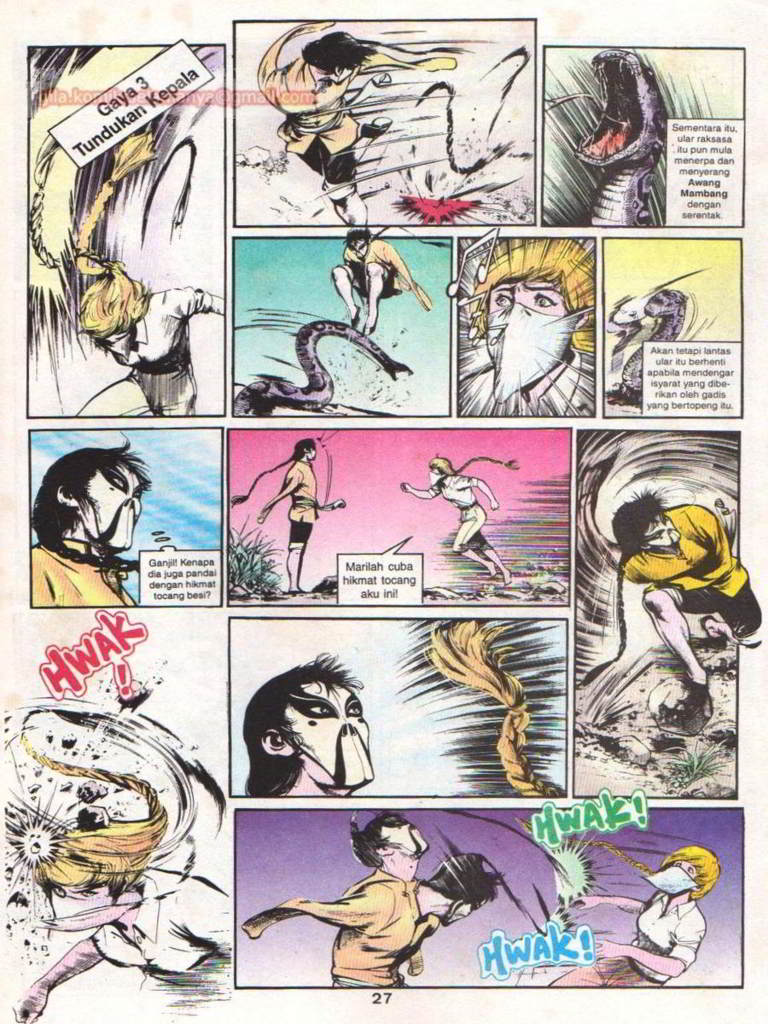 Gaya 3
Tundukan Kepala
Sementara itu,
ular raksasa
itu pun mula
menerpa dan
menyerang
Awang
Mambang
dengan
serentak.
Akan tetapi lantas
ular itu berhenti
apabila mendengar
isyarat yang dibe-
rikan oleh gadis
yang bertopeng itu.
Ganjil! Kenapa
dia juga pandai
dengan hikmat
tocang besi?
Marilah cuba
hikmat tocang
aku ini!
HWAK
!
HWAK!
HWAK!
27